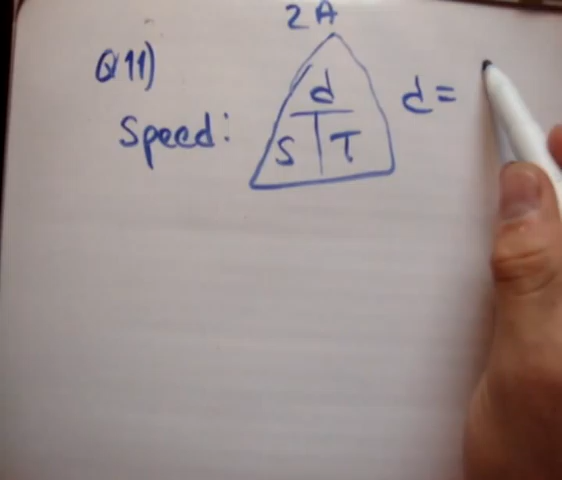 2A
Q11)
Speed:
d
S T
d =